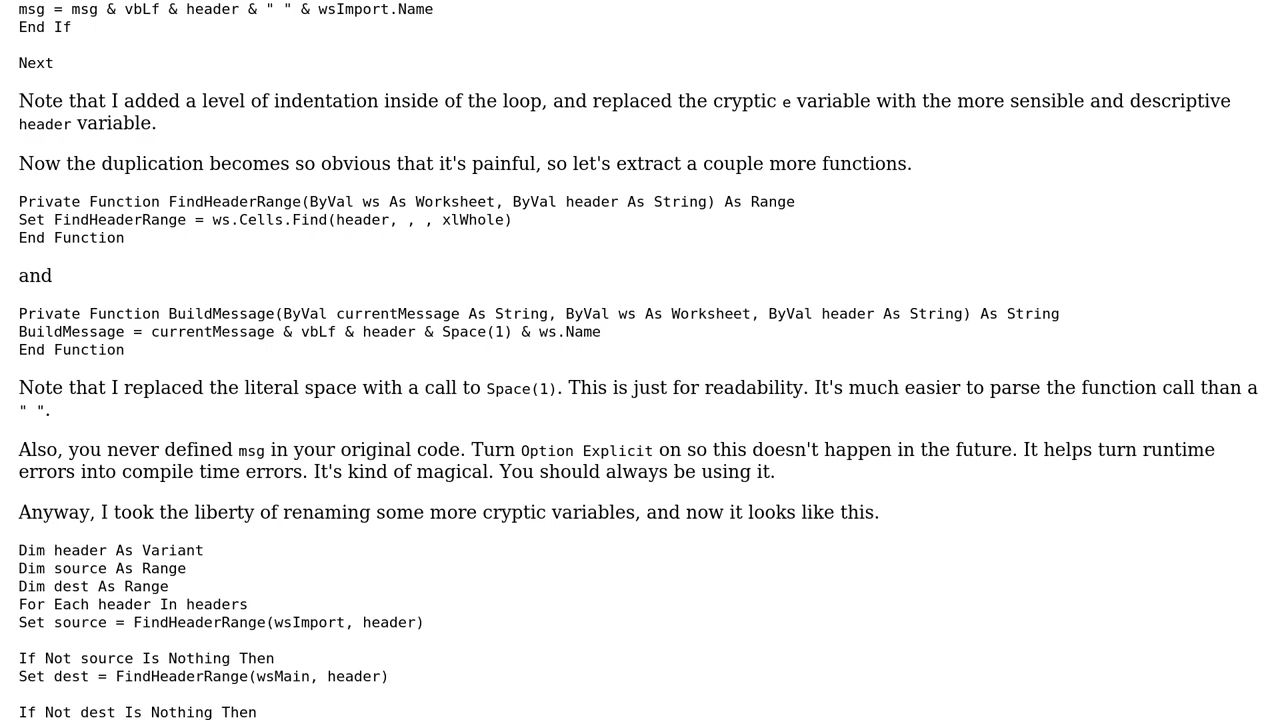 msg = msg & vbLf & header & " " & wsImport.Name
End If
Next
Note that I added a level of indentation inside of the loop, and replaced the cryptic e variable with the more sensible and descriptive
header variable.
Now the duplication becomes so obvious that it's painful, so let's extract a couple more functions.
Private Function FindHeaderRange(ByVal ws As Worksheet, ByVal header As String) As Range
Set FindHeaderRange = ws.Cells.Find(header, , , xlWhole)
End Function
and
Private Function BuildMessage(ByVal currentMessage As String, ByVal ws As Worksheet, ByVal header As String) As String
BuildMessage = currentMessage & vbLf & header & Space(1) & ws.Name
End Function
Note that I replaced the literal space with a call to Space(1). This is just for readability. It's much easier to parse the function call than a
" ".
Also, you never defined msg in your original code. Turn Option Explicit on so this doesn't happen in the future. It helps turn runtime
errors into compile time errors. It's kind of magical. You should always be using it.
Anyway, I took the liberty of renaming some more cryptic variables, and now it looks like this.
Dim header As Variant
Dim source As Range
Dim dest As Range
For Each header In headers
Set source = FindHeaderRange(wsImport, header)
If Not source Is Nothing Then
Set dest = FindHeaderRange(wsMain, header)
If Not dest Is Nothing Then